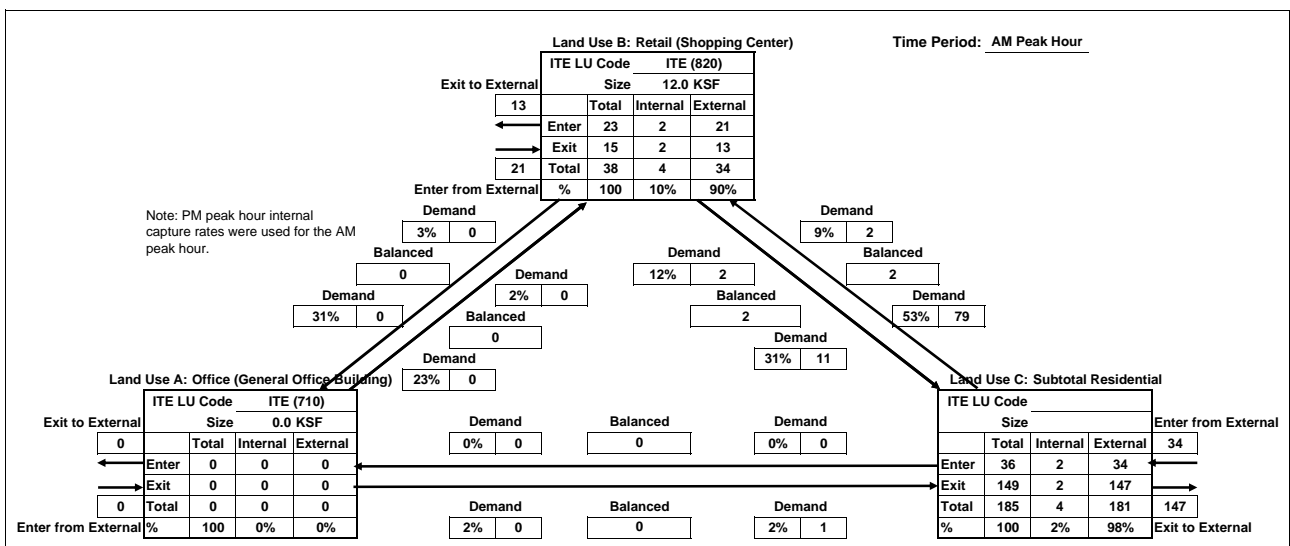 Land Use B: Retail (Shopping Center)
Time Period: AM Peak Hour
ITE LU Code ITE (820)
Exit to External Size 12.0 KSF
13 Total Internal External
Enter 23 2 21
Exit 15 2 13
21 Total 38 4 34
Enter from External % 100 10% 90%
Note: PM peak hour internal
capture rates were used for the AM
peak hour.
Demand
3% 0
Balanced
0
Demand
31% 0
Demand
2% 0
Balanced
0
Demand
23% 0
Demand
12% 2
Balanced
2
Demand
31% 11
Demand
9% 2
Balanced
2
Demand
53% 79
Land Use A: Office (General Office Building)
ITE LU Code ITE (710)
Exit to External Size 0.0 KSF
0 Total Internal External
Enter 0 0 0
Exit 0 0 0
0 Total 0 0 0
Enter from External % 100 0% 0%
Demand Balanced Demand
0% 0 0 0% 0
Demand Balanced Demand
2% 0 0 2% 1
Land Use C: Subtotal Residential
ITE LU Code
Size Enter from External
Total Internal External 34
Enter 36 2 34
Exit 149 2 147
Total 185 4 181 147
% 100 2% 98% Exit to External